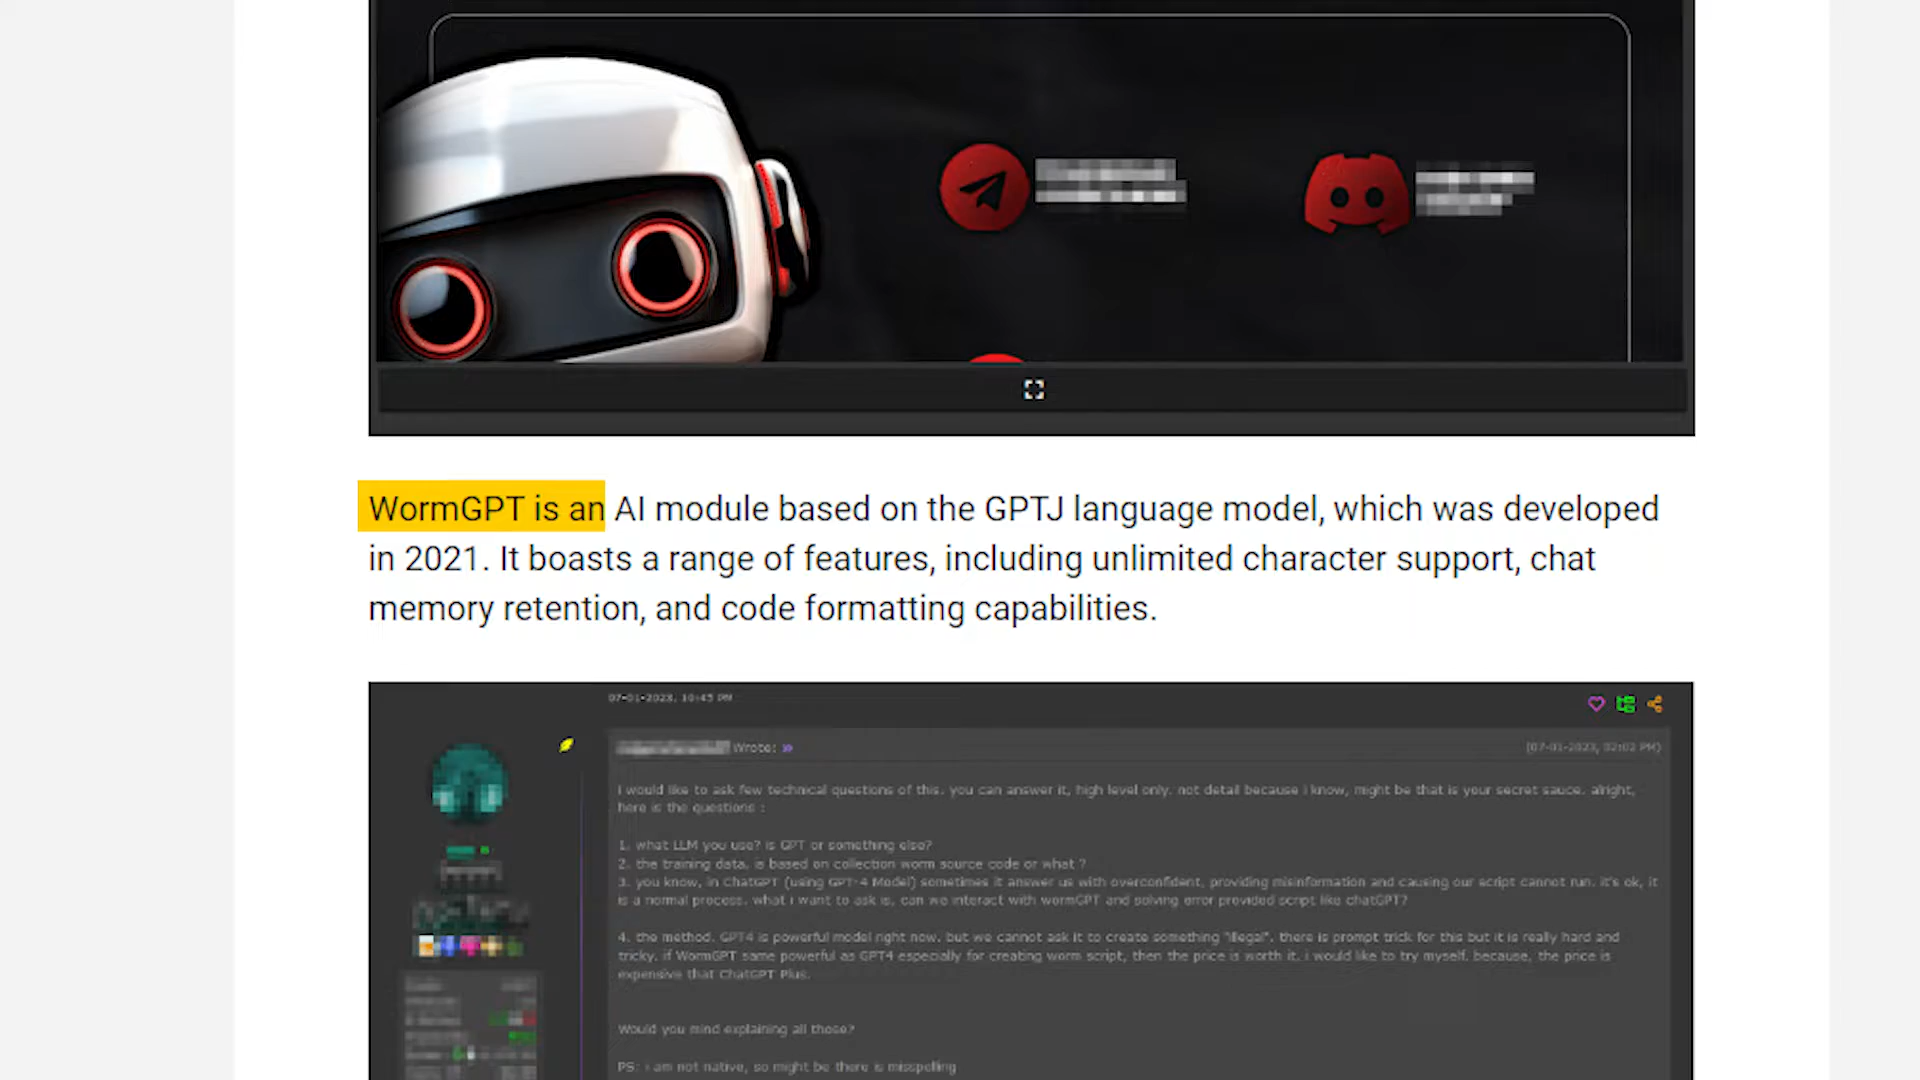 WormGPT is an AI module based on the GPTJ language model, which was developed
in 2021. It boasts a range of features, including unlimited character support, chat
memory retention, and code formatting capabilities.
07-01-2023, 10:45 PM
Wrote: »
(07-01-2023, 02:02 PM)
i would like to ask few technical questions of this. you can answer it, high level only. not detail because i know, might be that is your secret sauce. alright,
here is the questions :
1. what LLM you use? is GPT or something else?
2. the training data, is based on collection worm source code or what ?
3. you know, in ChatGPT (using GPT-4 Model) sometimes it answer us with overconfident, providing misinformation and causing our script cannot run. it's ok, it
is a normal process. what i want to ask is, can we interact with wormGPT and solving error provided script like chatGPT?
4. the method. GPT4 is powerful model right now, but we cannot ask it to create something "illegal". there is prompt trick for this but it is really hard and
tricky. if WormGPT same powerful as GPT4 especially for creating worm script, then the price is worth it. i would like to try myself. because, the price is
expensive that ChatGPT Plus.
Would you mind explaining all those?
PS: i am not native, so might be there is misspelling